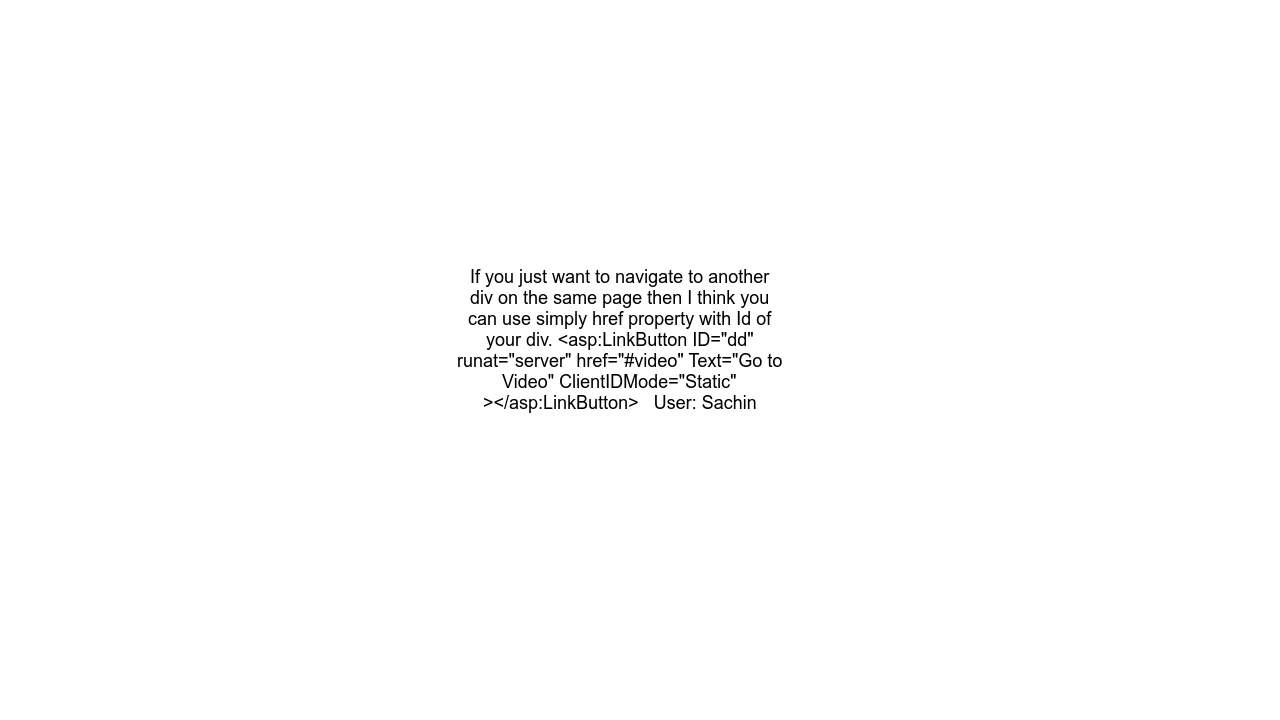 If you just want to navigate to another
div on the same page then I think you
can use simply href property with Id of
your div. <asp:LinkButton ID="dd"
runat="server" href="#video" Text="Go to
Video" ClientIDMode="Static"
></asp:LinkButton>   User: Sachin